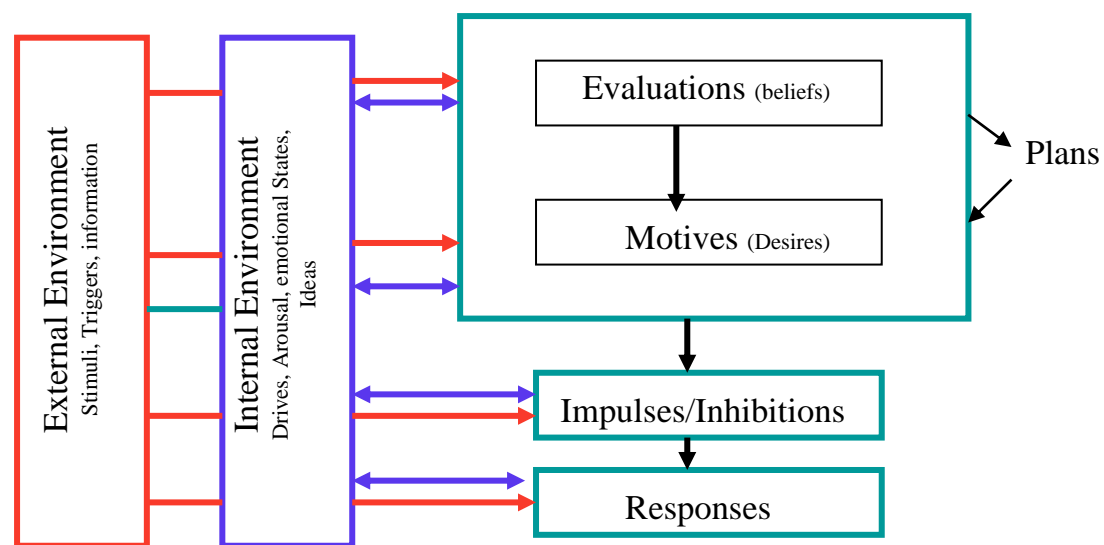 External Environment
Stimuli, Triggers, information
Internal Environment
Drives, Arousal, emotional States,
Ideas
Evaluations (beliefs)
Motives (Desires)
Plans
Impulses/Inhibitions
Responses